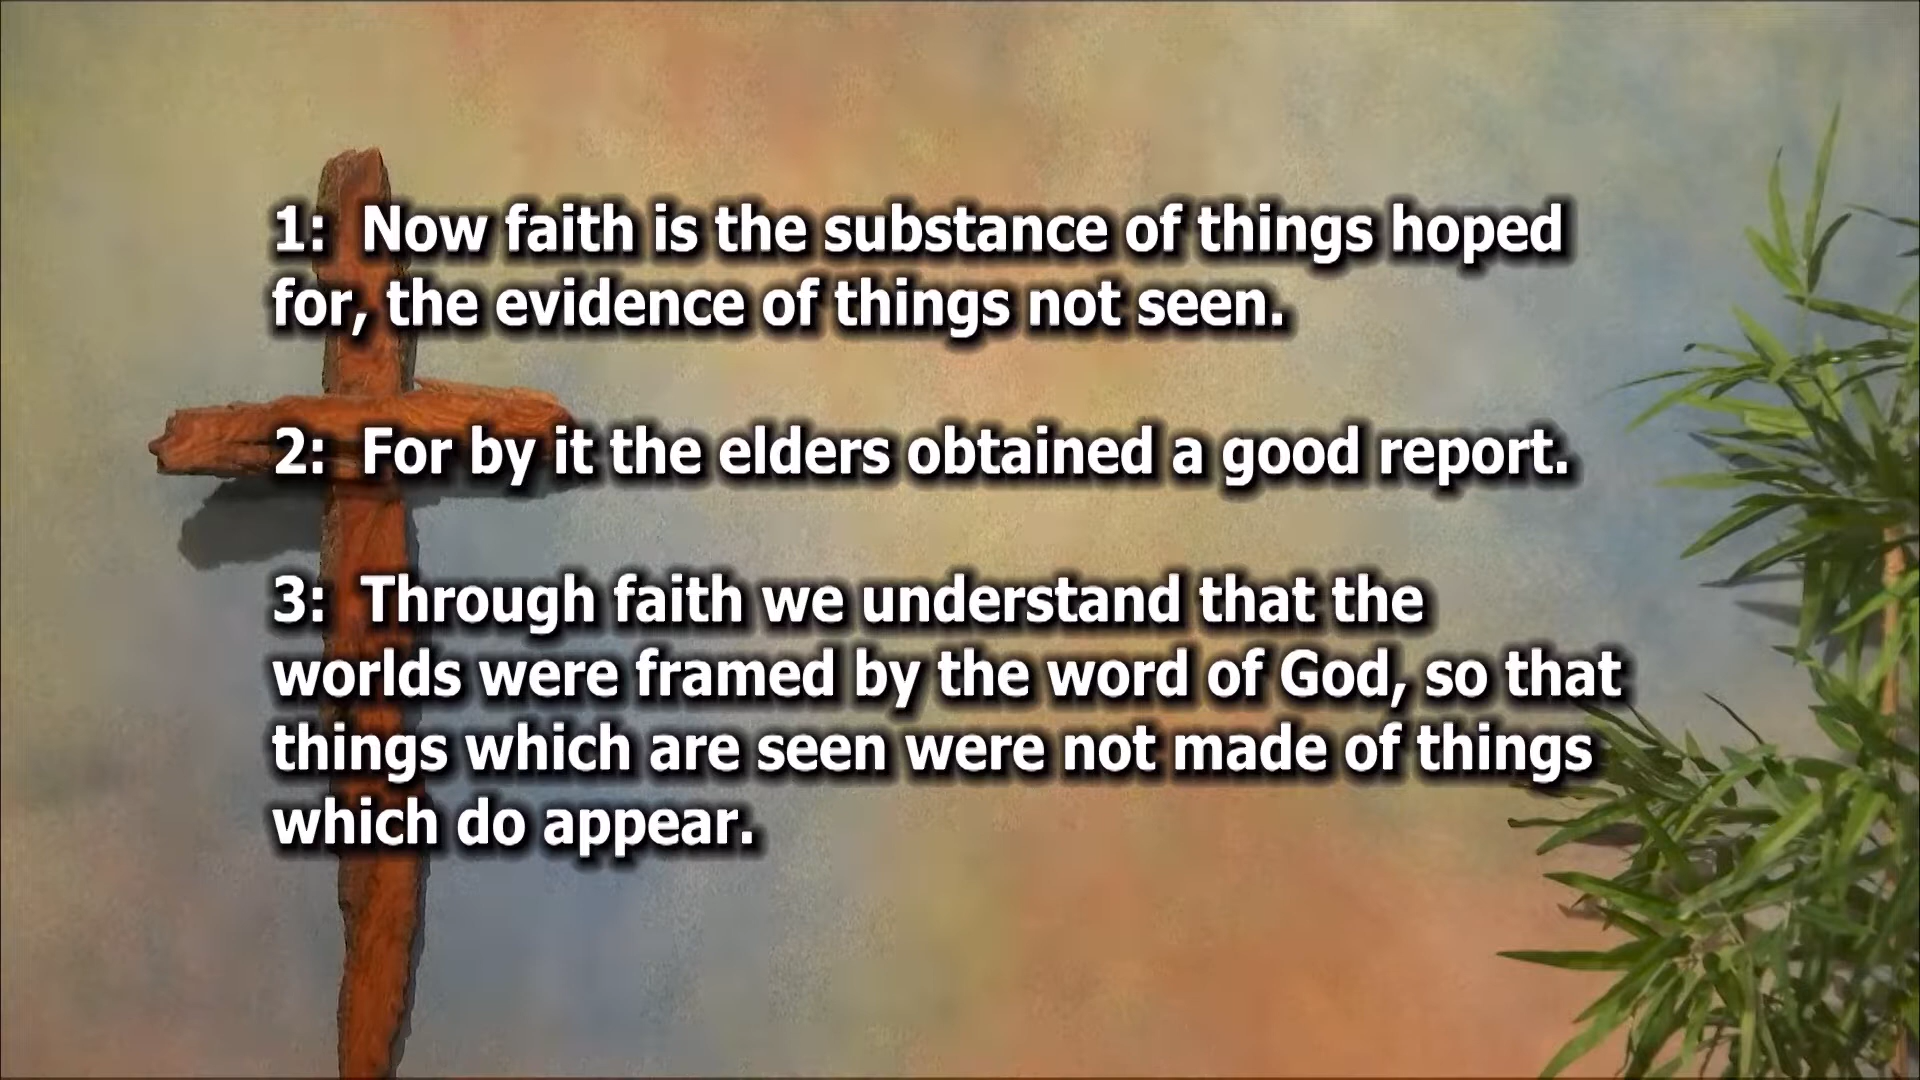 1:  Now faith is the substance of things hoped
for, the evidence of things not seen.
2:  For by it the elders obtained a good report.
3:  Through faith we understand that the
worlds were framed by the word of God, so that
things which are seen were not made of things
which do appear.